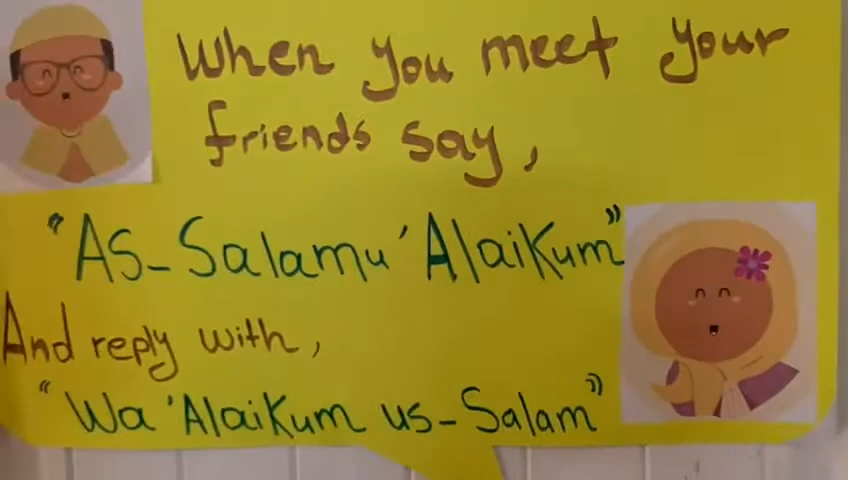 When you meet your
friends say,
"As-Salamu 'Alaikum"
And reply with,
"Wa 'Alaikum us-Salam"